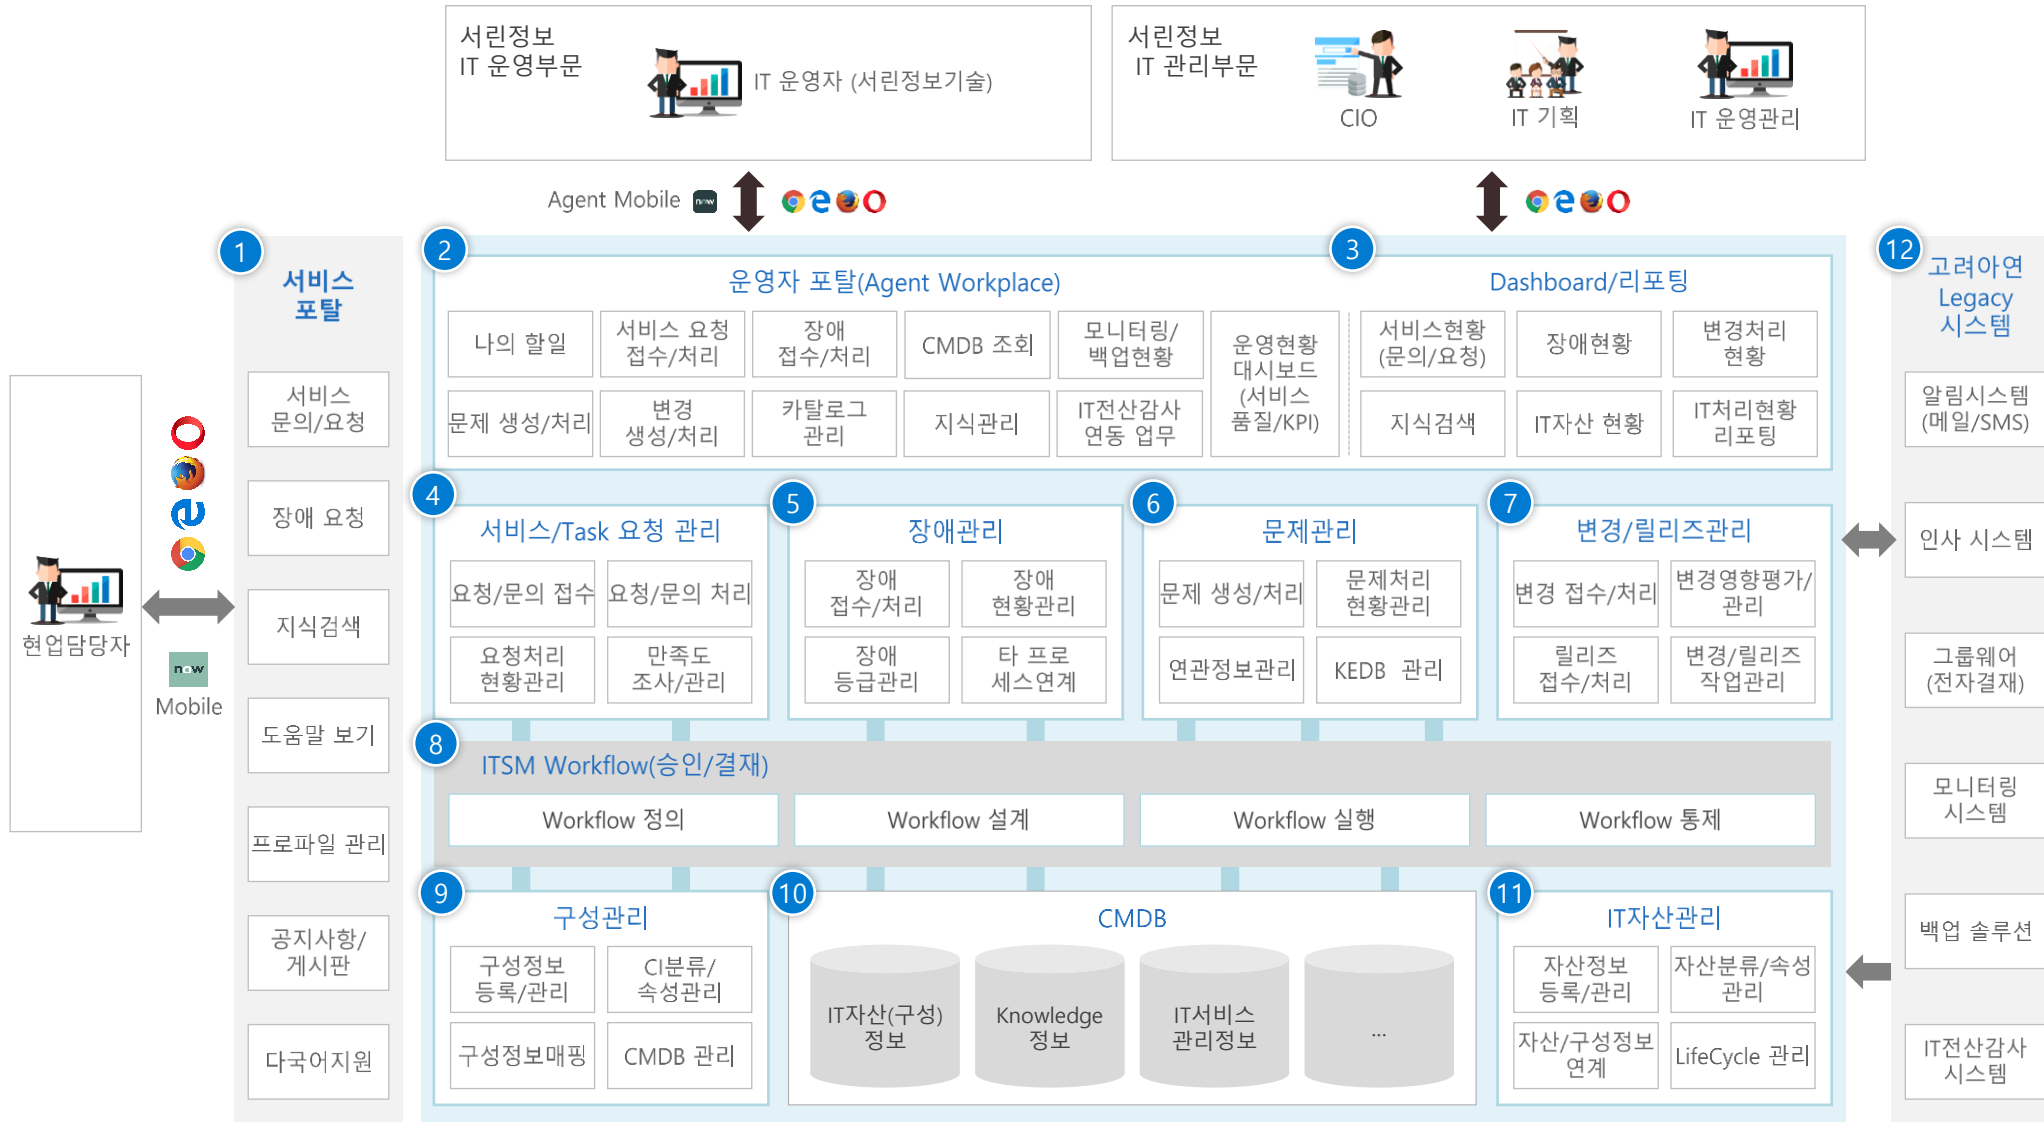 서린정보
IT 운영부문
IT 운영자 (서린정보기술)
서린정보
IT 관리부문
CIO
IT 기획
IT 운영관리
Agent Mobile
now
현업담당자
now
Mobile
1
서비스
포탈
서비스
문의/요청
장애 요청
지식검색
도움말 보기
프로파일 관리
공지사항/
게시판
다국어지원
2
운영자 포탈(Agent Workplace)
나의 할일
서비스 요청
접수/처리
장애
접수/처리
CMDB 조회
모니터링/
백업현황
문제 생성/처리
변경
생성/처리
카탈로그
관리
지식관리
IT전산감사
연동 업무
운영현황
대시보드
(서비스
품질/KPI)
3
Dashboard/리포팅
서비스현황
(문의/요청)
장애현황
변경처리
현황
지식검색
IT자산 현황
IT처리현황
리포팅
4
서비스/Task 요청 관리
요청/문의 접수
요청/문의 처리
요청처리
현황관리
만족도
조사/관리
5
장애관리
장애
접수/처리
장애
현황관리
장애
등급관리
타 프로
세스연계
6
문제관리
문제 생성/처리
문제처리
현황관리
연관정보관리
KEDB 관리
7
변경/릴리즈관리
변경 접수/처리
변경영향평가/
관리
릴리즈
접수/처리
변경/릴리즈
작업관리
8
ITSM Workflow(승인/결재)
Workflow 정의
Workflow 설계
Workflow 실행
Workflow 통제
9
구성관리
구성정보
등록/관리
CI분류/
속성관리
구성정보매핑
CMDB 관리
10
CMDB
IT자산(구성)
정보
Knowledge
정보
IT서비스
관리정보
...
11
IT자산관리
자산정보
등록/관리
자산분류/속성
관리
자산/구성정보
연계
LifeCycle 관리
12
고려아연
Legacy
시스템
알림시스템
(메일/SMS)
인사 시스템
그룹웨어
(전자결재)
모니터링
시스템
백업 솔루션
IT전산감사
시스템